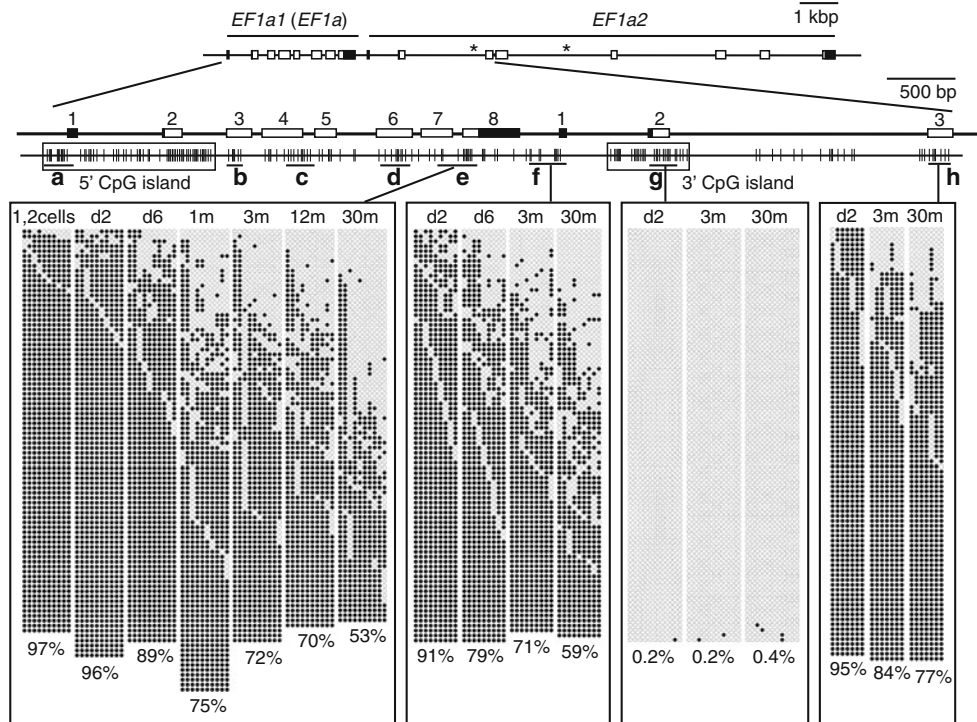 1 kbp
EF1a1 (EF1a) EF1a2
* *
500 bp
1 2 3 4 5 6 7 8 1 2 3
a 5' CpG island b c d e f g 3' CpG island h
1,2cells d2 d6 1m 3m 12m 30m
d2 d6 3m 30m
d2 3m 30m
d2 3m 30m
97% 96% 89% 75% 72% 70% 53%
91% 79% 71% 59%
0.2% 0.2% 0.4%
95% 84% 77%